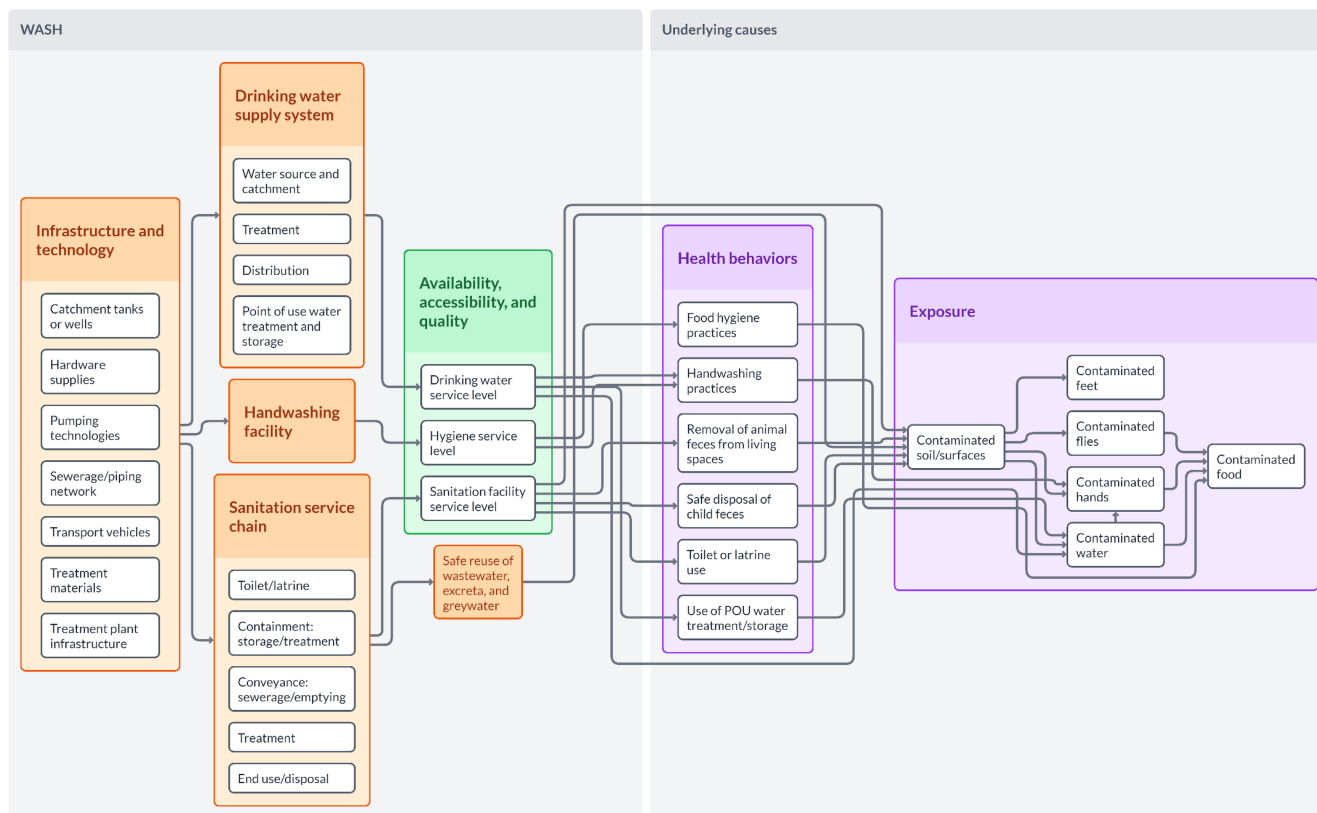 WASH
Underlying causes
Drinking water
supply system
Water source and
catchment
Treatment
Distribution
Point of use water
treatment and
storage
Infrastructure and
technology
Catchment tanks
or wells
Hardware
supplies
Pumping
technologies
Sewerage/piping
network
Transport vehicles
Treatment
materials
Treatment plant
infrastructure
Handwashing
facility
Sanitation service
chain
Toilet/latrine
Containment:
storage/treatment
Conveyance:
sewerage/emptying
Treatment
End use/disposal
Availability,
accessibility, and
quality
Drinking water
service level
Hygiene service
level
Sanitation facility
service level
Safe reuse of
wastewater,
excreta, and
greywater
Health behaviors
Food hygiene
practices
Handwashing
practices
Removal of animal
feces from living
spaces
Safe disposal of
child feces
Toilet or latrine
use
Use of POU water
treatment/storage
Exposure
Contaminated
soil/surfaces
Contaminated
feet
Contaminated
flies
Contaminated
hands
Contaminated
water
Contaminated
food